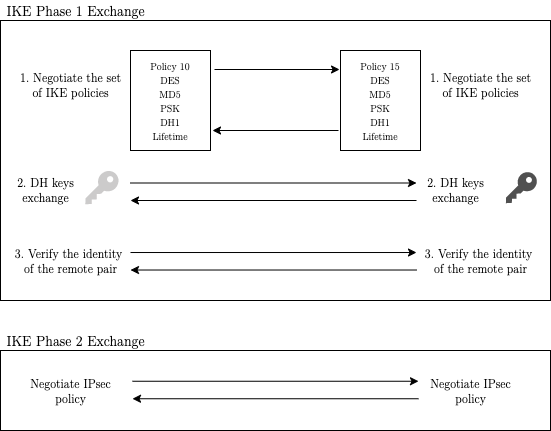 IKE Phase 1 Exchange
1. Negotiate the set
of IKE policies
Policy 10
DES
MD5
PSK
DH1
Lifetime
Policy 15
DES
MD5
PSK
DH1
Lifetime
1. Negotiate the set
of IKE policies
2. DH keys
exchange
2. DH keys
exchange
3. Verify the identity
of the remote pair
3. Verify the identity
of the remote pair
IKE Phase 2 Exchange
Negotiate IPsec
policy
Negotiate IPsec
policy